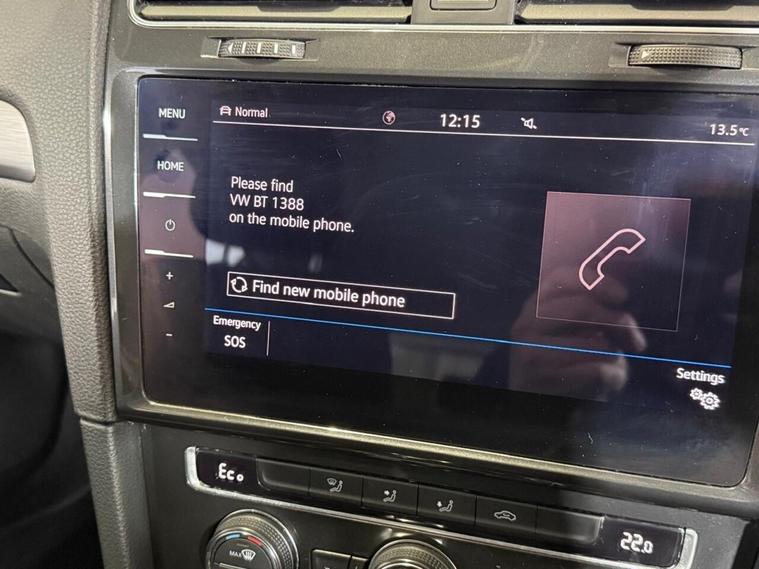 MENU
HOME
+
-
Normal
12:15
13.5°C
Please find
VW BT 1388
on the mobile phone.
Find new mobile phone
Emergency
SOS
Settings
Eco
22.0
MAX